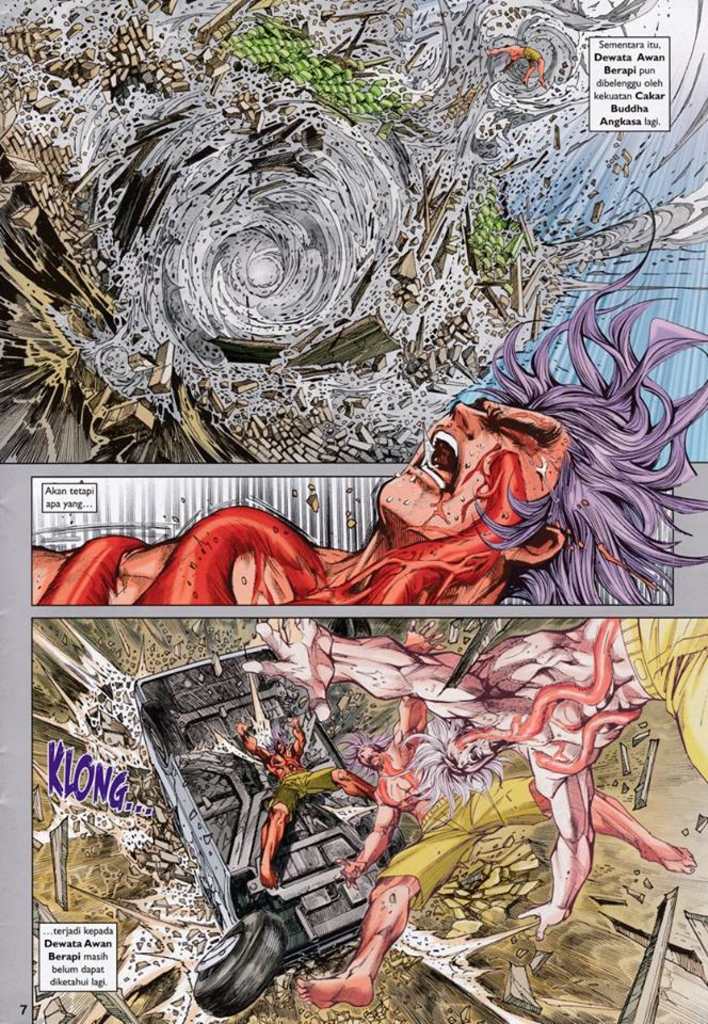 Sementara itu,
Dewata Awan
Berapi pun
dibelenggu oleh
kekuatan Cakar
Buddha
Angkasa lagi.
Akan tetapi
apa yang...
KLONG...
...terjadi kepada
Dewata Awan
Berapi masih
belum dapat
diketahui lagi.
7